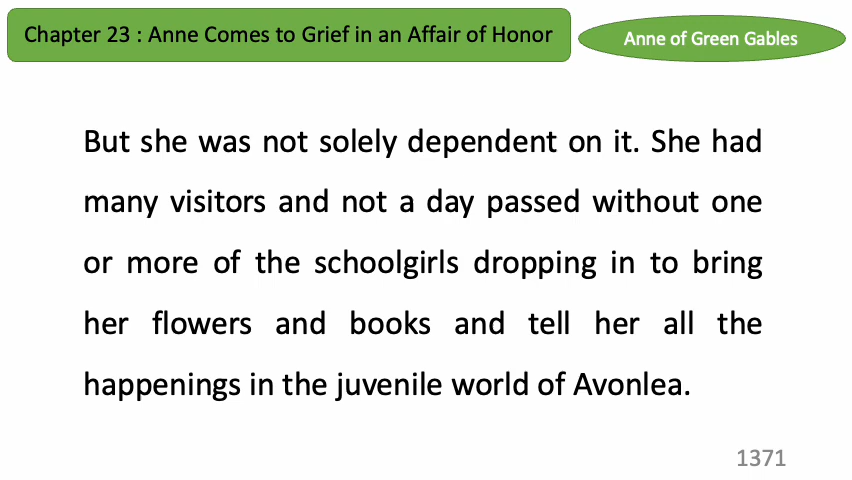 Chapter 23 : Anne Comes to Grief in an Affair of Honor
Anne of Green Gables
But she was not solely dependent on it. She had
many visitors and not a day passed without one
or more of the schoolgirls dropping in to bring
her flowers and books and tell her all the
happenings in the juvenile world of Avonlea.
1371